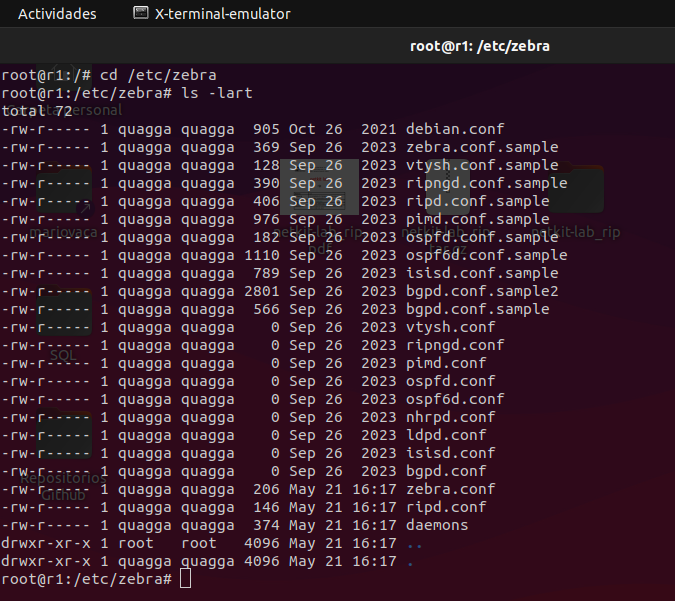 Actividades X-terminal-emulator
root@r1: /etc/zebra
root@r1:/# cd /etc/zebra
root@r1:/etc/zebra# ls -lart
total 72
-rw-r----- 1 quagga quagga  905 Oct 26  2021 debian.conf
-rw-r----- 1 quagga quagga  369 Sep 26  2023 zebra.conf.sample
-rw-r----- 1 quagga quagga  128 Sep 26  2023 vtysh.conf.sample
-rw-r----- 1 quagga quagga  390 Sep 26  2023 ripngd.conf.sample
-rw-r----- 1 quagga quagga  406 Sep 26  2023 ripd.conf.sample
-rw-r----- 1 quagga quagga  976 Sep 26  2023 pimd.conf.sample
-rw-r----- 1 quagga quagga  182 Sep 26  2023 ospfd.conf.sample
-rw-r----- 1 quagga quagga 1110 Sep 26  2023 ospf6d.conf.sample
-rw-r----- 1 quagga quagga  789 Sep 26  2023 isisd.conf.sample
-rw-r----- 1 quagga quagga 2801 Sep 26  2023 bgpd.conf.sample2
-rw-r----- 1 quagga quagga  566 Sep 26  2023 bgpd.conf.sample
-rw-r----- 1 quagga quagga    0 Sep 26  2023 vtysh.conf
-rw-r----- 1 quagga quagga    0 Sep 26  2023 ripngd.conf
-rw-r----- 1 quagga quagga    0 Sep 26  2023 pimd.conf
-rw-r----- 1 quagga quagga    0 Sep 26  2023 ospfd.conf
-rw-r----- 1 quagga quagga    0 Sep 26  2023 ospf6d.conf
-rw-r----- 1 quagga quagga    0 Sep 26  2023 nhrpd.conf
-rw-r----- 1 quagga quagga    0 Sep 26  2023 ldpd.conf
-rw-r----- 1 quagga quagga    0 Sep 26  2023 isisd.conf
-rw-r----- 1 quagga quagga    0 Sep 26  2023 bgpd.conf
-rw-r----- 1 quagga quagga  206 May 21 16:17 zebra.conf
-rw-r----- 1 quagga quagga  146 May 21 16:17 ripd.conf
-rw-r----- 1 quagga quagga  374 May 21 16:17 daemons
drwxr-xr-x 1 root   root   4096 May 21 16:17 ..
drwxr-xr-x 1 quagga quagga 4096 May 21 16:17 .
root@r1:/etc/zebra#
personal
netkit-lab_rip
netkit-lab_rip
netkit-lab_rip
SQL
Repositorios
Github